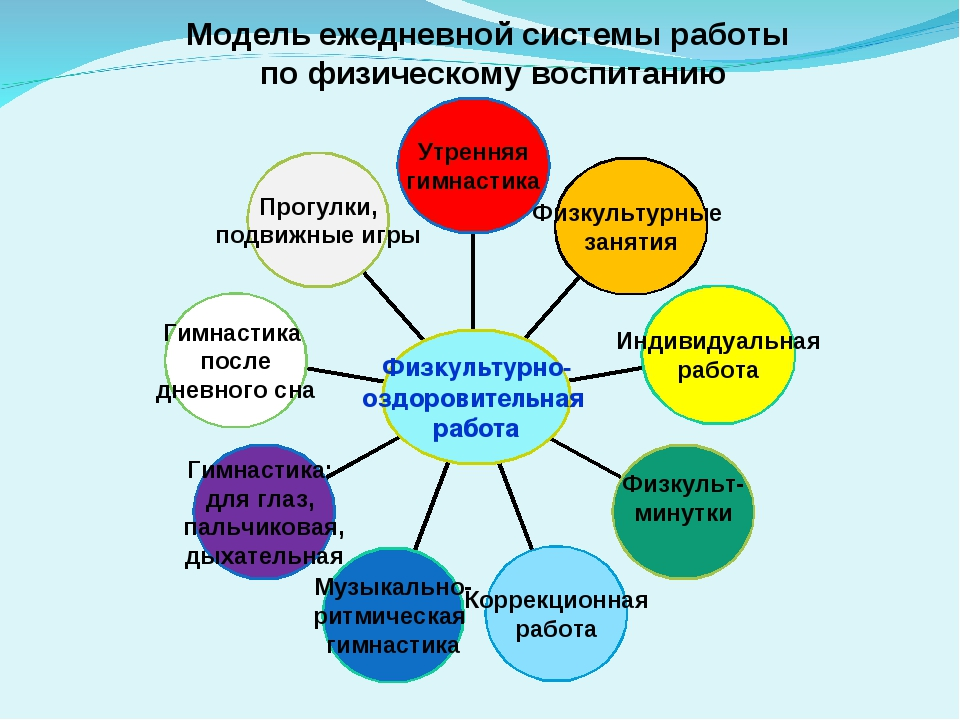 Модель ежедневной системы работы
по физическому воспитанию
Утренняя
гимнастика
Физкультурные
занятия
Индивидуальная
работа
Физкульт-
минутки
Коррекционная
работа
Музыкально-
ритмическая
гимнастика
Гимнастика:
для глаз,
пальчиковая,
дыхательная
Гимнастика
после
дневного сна
Прогулки,
подвижные игры
Физкультурно-
оздоровительная
работа